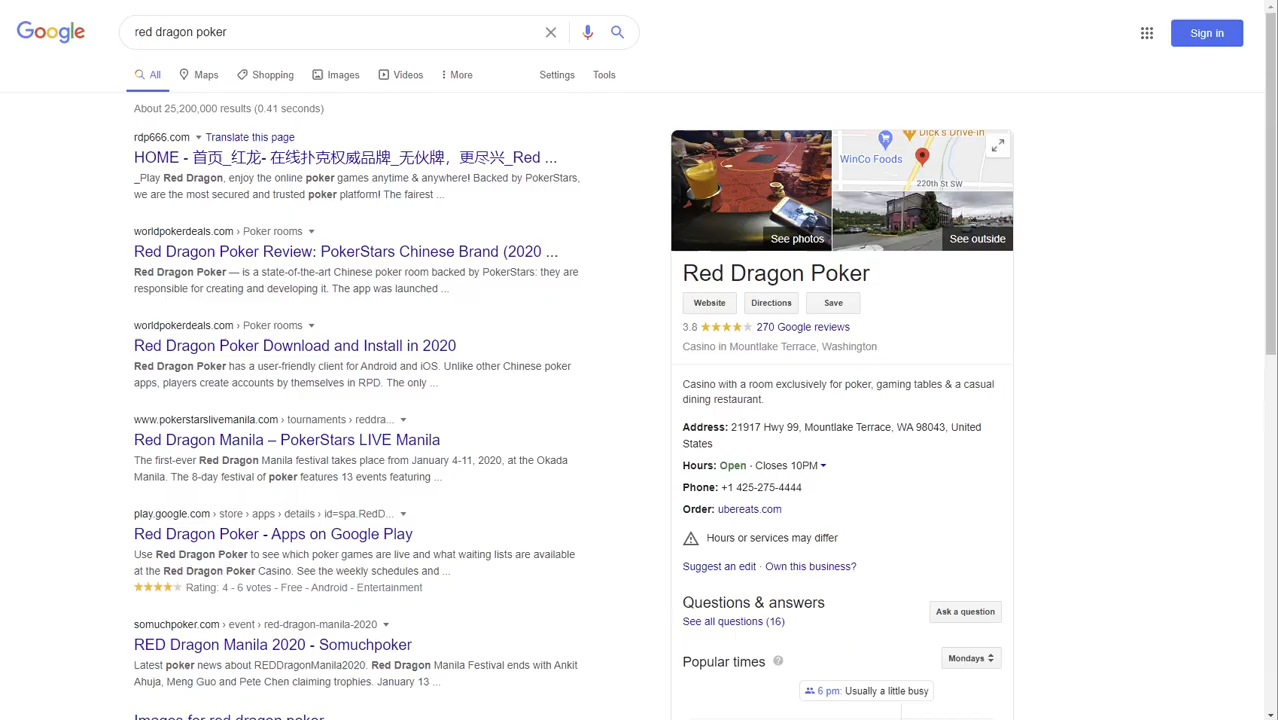 Google
red dragon poker
Sign in
All
Maps
Shopping
Images
Videos
More
Settings
Tools
About 25,200,000 results (0.41 seconds)
rdp666.com Translate this page
HOME - 首页_红龙- 在线扑克权威品牌_无伙牌，更尽兴_Red ...
_Play Red Dragon, enjoy the online poker games anytime & anywhere! Backed by PokerStars,
we are the most secured and trusted poker platform! The fairest ...
worldpokerdeals.com › Poker rooms
Red Dragon Poker Review: PokerStars Chinese Brand (2020 ...
Red Dragon Poker — is a state-of-the-art Chinese poker room backed by PokerStars: they are
responsible for creating and developing it. The app was launched ...
worldpokerdeals.com › Poker rooms
Red Dragon Poker Download and Install in 2020
Red Dragon Poker has a user-friendly client for Android and iOS. Unlike other Chinese poker
apps, players create accounts by themselves in RPD. The only ...
www.pokerstarslivemanila.com › tournaments › reddra...
Red Dragon Manila – PokerStars LIVE Manila
The first-ever Red Dragon Manila festival takes place from January 4-11, 2020, at the Okada
Manila. The 8-day festival of poker features 13 events featuring ...
play.google.com › store › apps › details › id=spa.RedD...
Red Dragon Poker - Apps on Google Play
Use Red Dragon Poker to see which poker games are live and what waiting lists are available
at the Red Dragon Poker Casino. See the weekly schedules and ...
Rating: 4 - 6 votes - Free - Android - Entertainment
somuchpoker.com › event › red-dragon-manila-2020
RED Dragon Manila 2020 - Somuchpoker
Latest poker news about REDDragonManila2020. Red Dragon Manila Festival ends with Ankit
Ahuja, Meng Guo and Pete Chen claiming trophies. January 13 ...
Images for red dragon poker
Dick's Drive-In
WinCo Foods
220th St SW
See photos
See outside
Red Dragon Poker
Website
Directions
Save
3.8 270 Google reviews
Casino in Mountlake Terrace, Washington
Casino with a room exclusively for poker, gaming tables & a casual
dining restaurant.
Address: 21917 Hwy 99, Mountlake Terrace, WA 98043, United
States
Hours: Open · Closes 10PM
Phone: +1 425-275-4444
Order: ubereats.com
Hours or services may differ
Suggest an edit · Own this business?
Questions & answers
See all questions (16)
Ask a question
Popular times ?
Mondays
6 pm: Usually a little busy